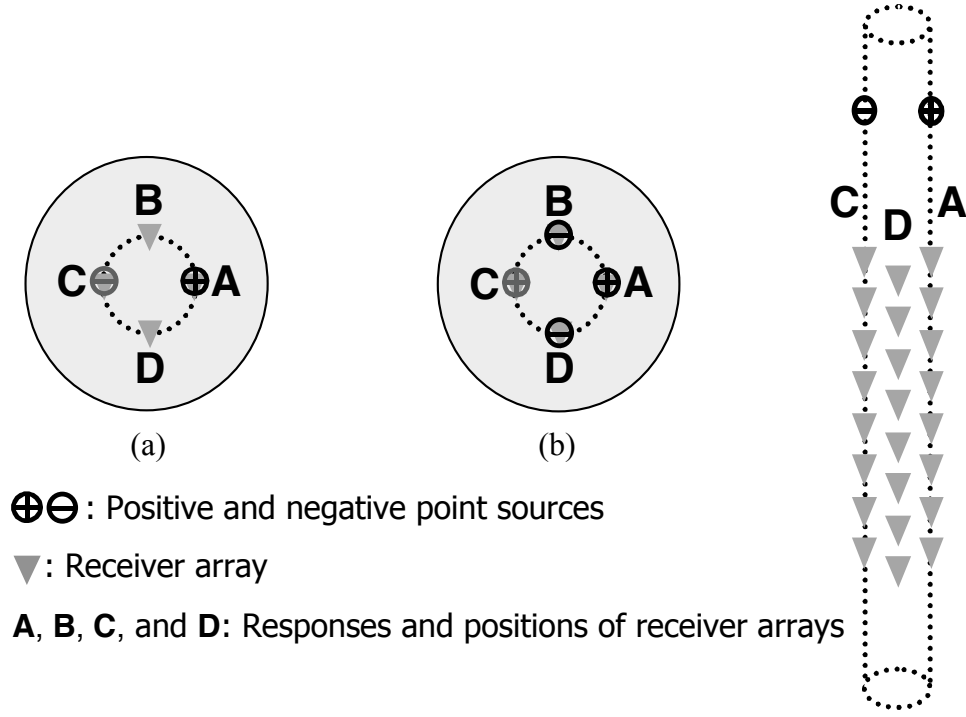 B
C A
D
(a)
B
C A
D
(b)
C D A
: Positive and negative point sources
: Receiver array
A, B, C, and D: Responses and positions of receiver arrays